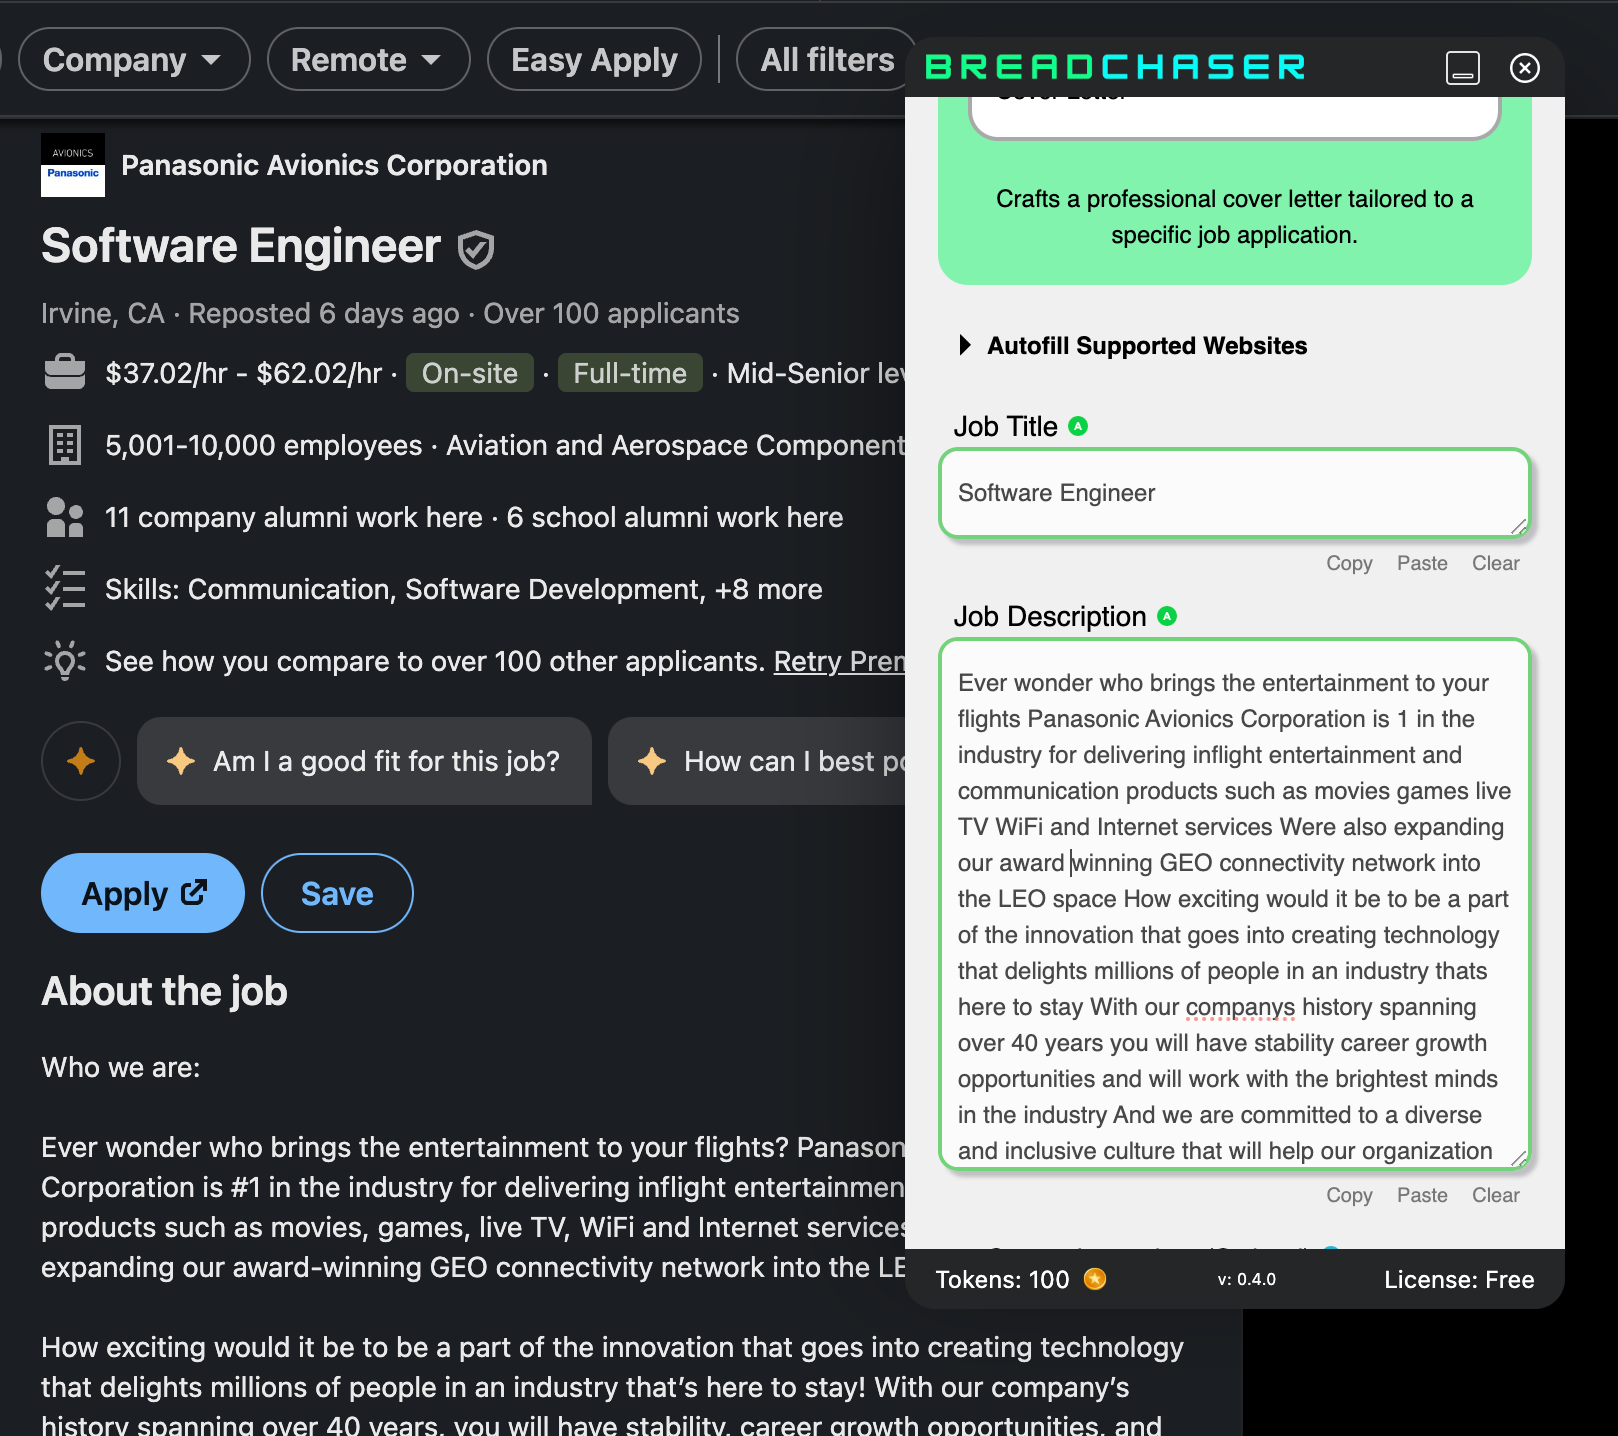 Company
Remote
Easy Apply
All filters
AVIONICS
Panasonic
Panasonic Avionics Corporation
Software Engineer
Irvine, CA · Reposted 6 days ago · Over 100 applicants
$37.02/hr - $62.02/hr · On-site · Full-time · Mid-Senior lev
5,001-10,000 employees · Aviation and Aerospace Component
11 company alumni work here · 6 school alumni work here
Skills: Communication, Software Development, +8 more
See how you compare to over 100 other applicants. Retry Prem
Am I a good fit for this job?
How can I best po
Apply
Save
About the job
Who we are:
Ever wonder who brings the entertainment to your flights? Panason
Corporation is #1 in the industry for delivering inflight entertainmen
products such as movies, games, live TV, WiFi and Internet services
expanding our award-winning GEO connectivity network into the LE
How exciting would it be to be a part of the innovation that goes into creating technology
that delights millions of people in an industry that’s here to stay! With our company’s
history spanning over 40 years, you will have stability, career growth opportunities, and
BREADCHASER
Cover Letter
Crafts a professional cover letter tailored to a
specific job application.
Autofill Supported Websites
Job Title A
Software Engineer
Copy Paste Clear
Job Description A
Ever wonder who brings the entertainment to your
flights Panasonic Avionics Corporation is 1 in the
industry for delivering inflight entertainment and
communication products such as movies games live
TV WiFi and Internet services Were also expanding
our award winning GEO connectivity network into
the LEO space How exciting would it be to be a part
of the innovation that goes into creating technology
that delights millions of people in an industry thats
here to stay With our companys history spanning
over 40 years you will have stability career growth
opportunities and will work with the brightest minds
in the industry And we are committed to a diverse
and inclusive culture that will help our organization
Copy Paste Clear
Tokens: 100
v: 0.4.0
License: Free